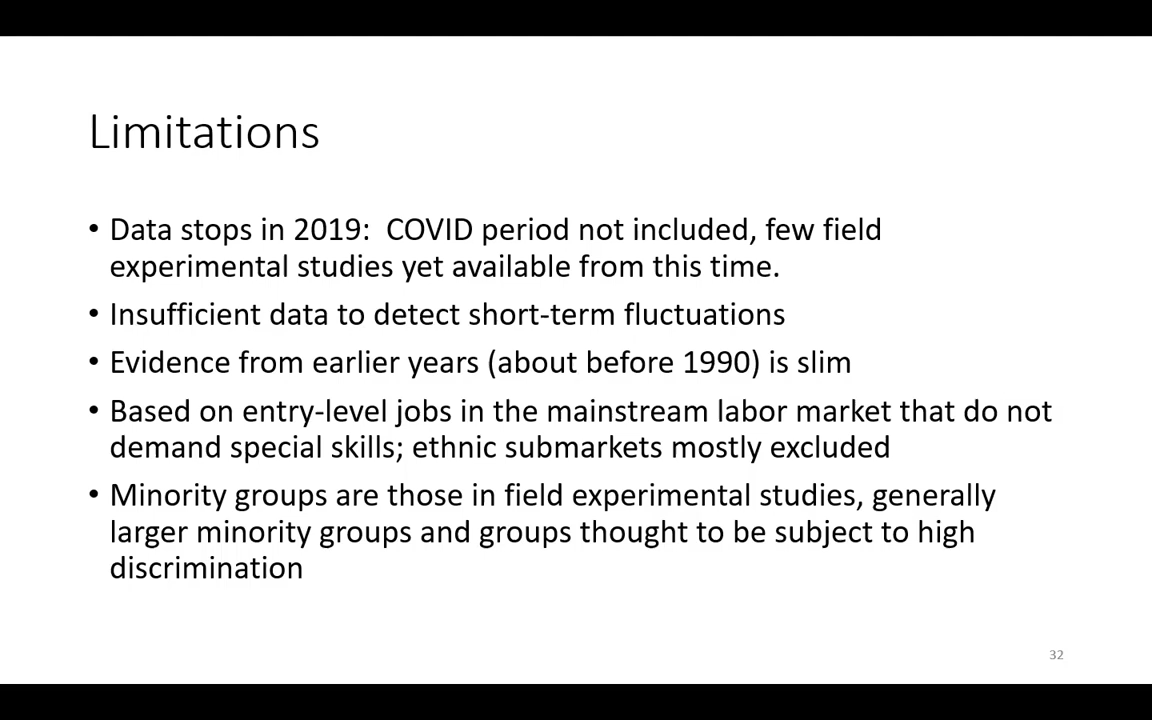 Limitations
• Data stops in 2019:  COVID period not included, few field
experimental studies yet available from this time.
• Insufficient data to detect short-term fluctuations
• Evidence from earlier years (about before 1990) is slim
• Based on entry-level jobs in the mainstream labor market that do not
demand special skills; ethnic submarkets mostly excluded
• Minority groups are those in field experimental studies, generally
larger minority groups and groups thought to be subject to high
discrimination
32